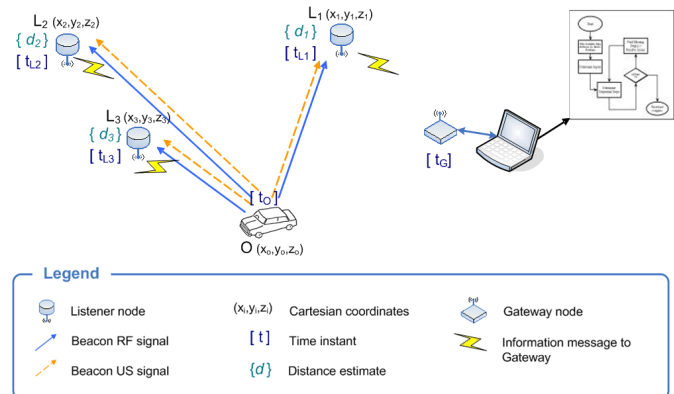 L2 (x2,y2,z2)
{ d2 }
[ tL2 ]
L1 (x1,y1,z1)
{ d1 }
[ tL1 ]
L3 (x3,y3,z3)
{ d3 }
[ tL3 ]
[ tO ]
O (xo,yo,zo)
[ tG ]
Start
Legend
Listener node
(xi,yi,zi) Cartesian coordinates
Gateway node
Beacon RF signal
[ t ] Time instant
Information message to
Gateway
Beacon US signal
{d} Distance estimate